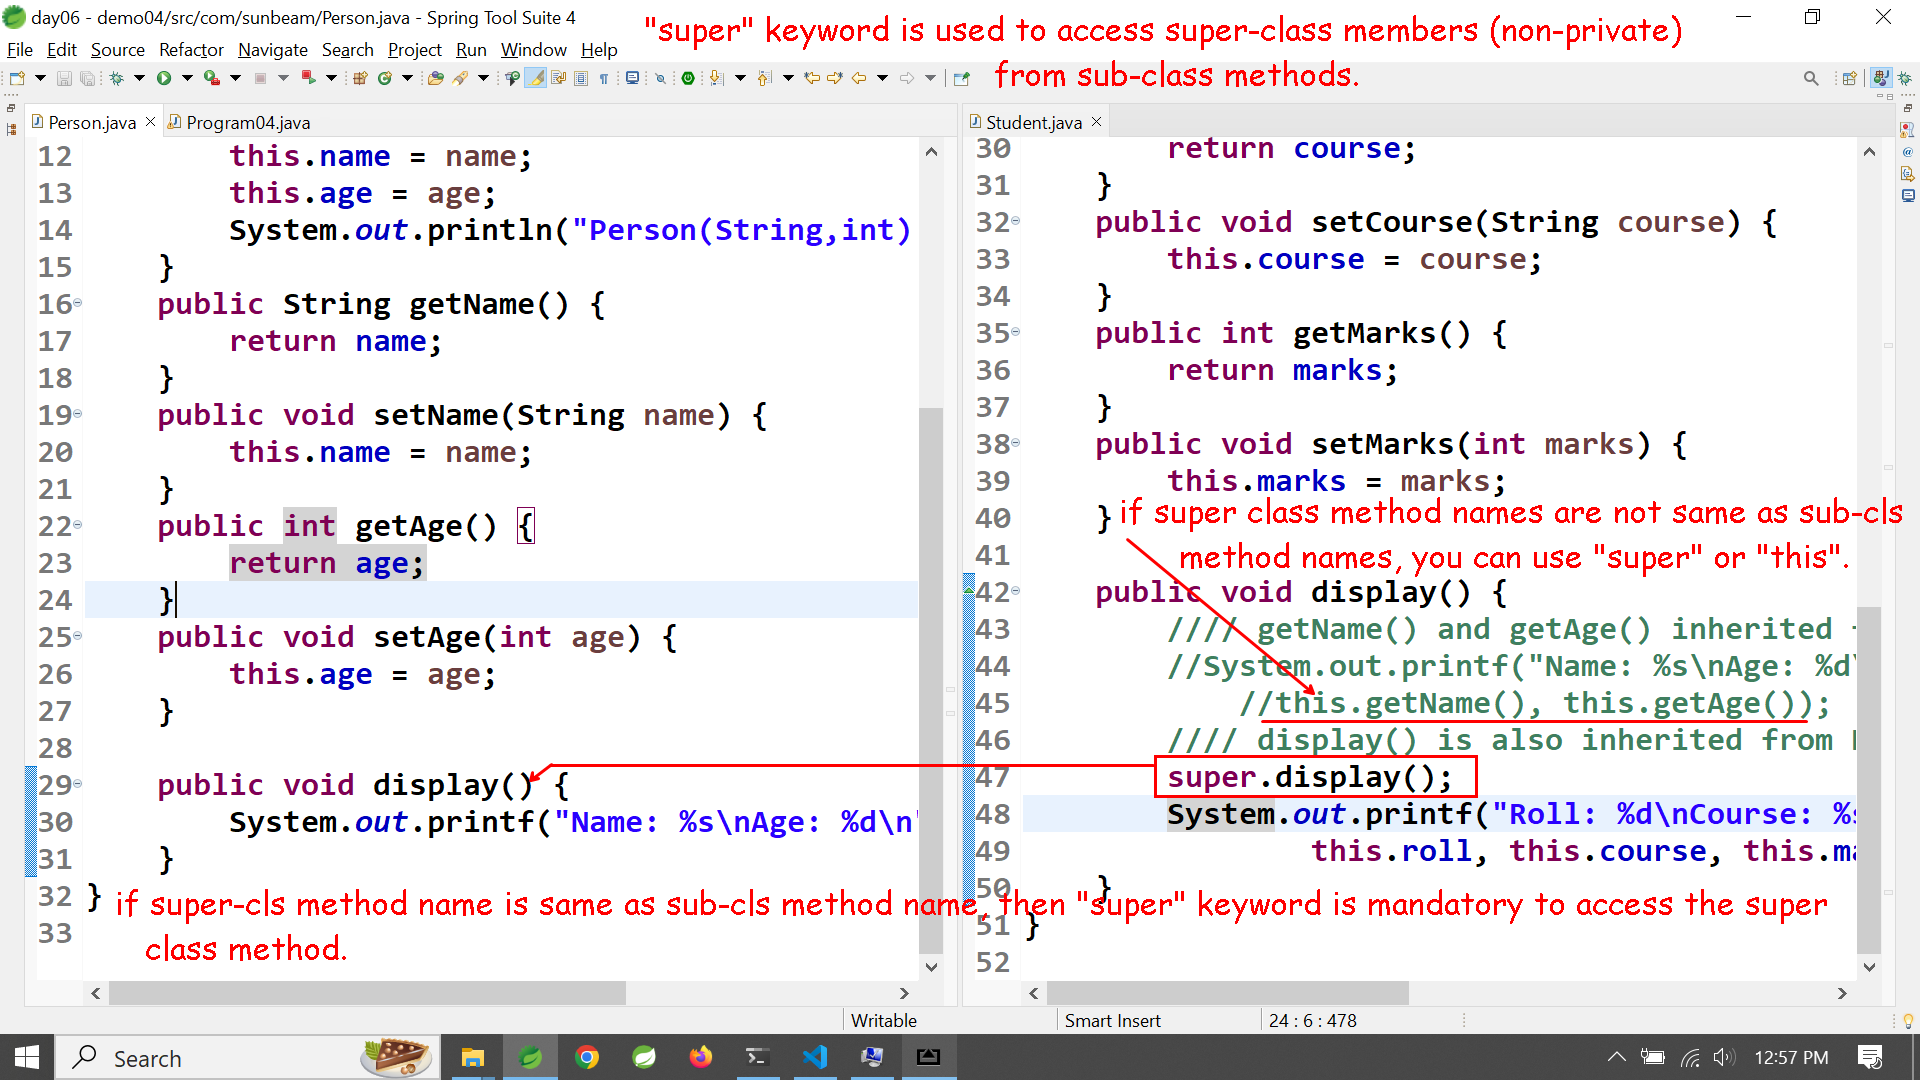 day06 - demo04/src/com/sunbeam/Person.java - Spring Tool Suite 4
"super" keyword is used to access super-class members (non-private)
from sub-class methods.
File Edit Source Refactor Navigate Search Project Run Window Help
Person.java
Program04.java
12 this.name = name;
13 this.age = age;
14 System.out.println("Person(String,int)
15 }
16 public String getName() {
17 return name;
18 }
19 public void setName(String name) {
20 this.name = name;
21 }
22 public int getAge() {
23 return age;
24 }
25 public void setAge(int age) {
26 this.age = age;
27 }
28
29 public void display() {
30 System.out.printf("Name: %s\nAge: %d\n"
31 }
32 }
33
if super-cls method name is same as sub-cls method name, then "super" keyword is mandatory to access the super
class method.
Student.java
30 return course;
31 }
32 public void setCourse(String course) {
33 this.course = course;
34 }
35 public int getMarks() {
36 return marks;
37 }
38 public void setMarks(int marks) {
39 this.marks = marks;
40 }
if super class method names are not same as sub-cls
method names, you can use "super" or "this".
41
42 public void display() {
43 //// getName() and getAge() inherited
44 //System.out.printf("Name: %s\nAge: %d\
45 //this.getName(), this.getAge());
46 //// display() is also inherited from
47 super.display();
48 System.out.printf("Roll: %d\nCourse: %s
49 this.roll, this.course, this.ma
50 }
51 }
52
Writable
Smart Insert
24 : 6 : 478
Search
12:57 PM